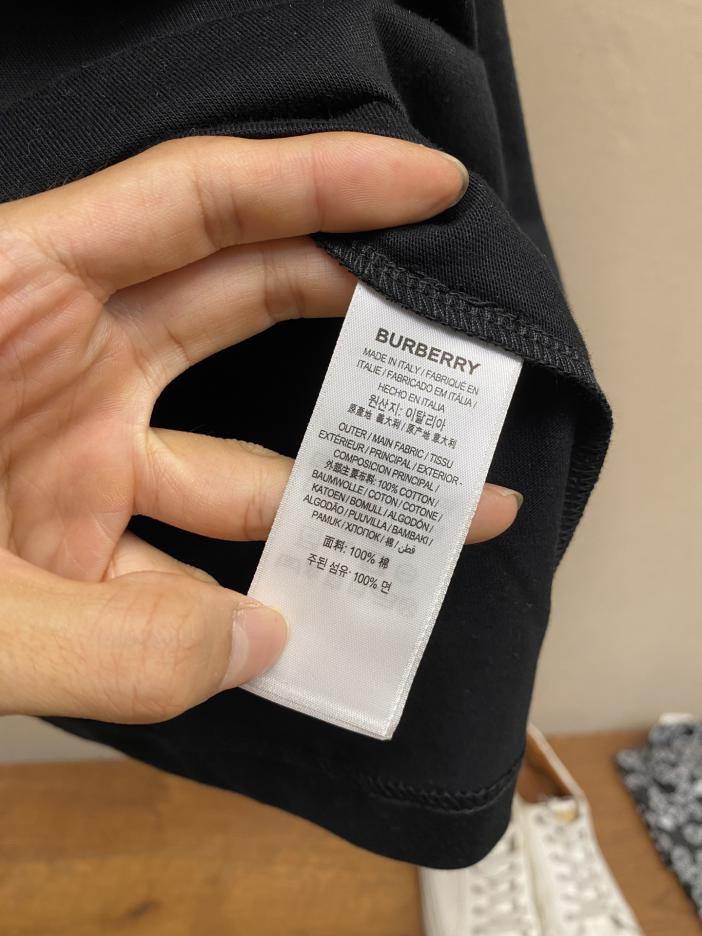 BURBERRY
MADE IN ITALY / FABRIQUÉ EN
ITALIE / FABRICADO EM ITÁLIA /
HECHO EN ITALIA
원산지: 이탈리아
原產地 義大利 / 原产地 意大利
OUTER / MAIN FABRIC / TISSU
EXTÉRIEUR / PRINCIPAL / EXTERIOR -
COMPOSICIÓN PRINCIPAL /
外部主要布料: 100% COTTON /
BAUMWOLLE / COTON / COTONE /
KATOEN / BOMULL / ALGODÓN /
ALGODÃO / PUUVILLA / ΒΑΜΒΑΚΙ /
PAMUK / ХЛОПОК / 棉 / قطن
面料: 100% 棉
주된 섬유: 100% 면